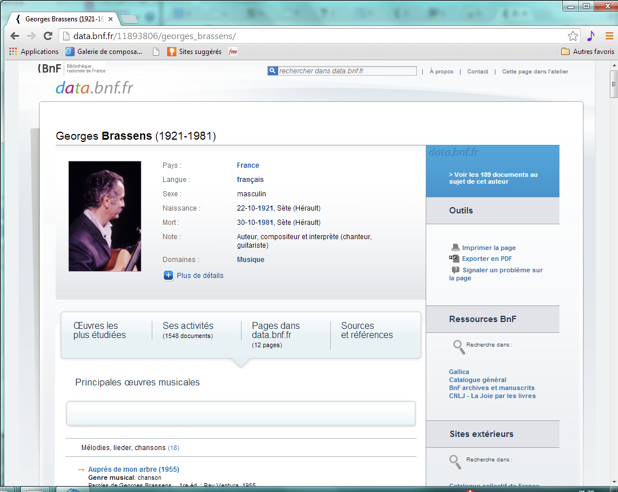 Georges Brassens (1921-1
data.bnf.fr/11893806/georges_brassens/
Applications
Galerie de composa...
Sites suggérés
Autres favoris
{BnF Bibliothèque
nationale de France
data.bnf.fr
rechercher dans data.bnf.fr
| À propos | Contact | Cette page dans l'atelier
Georges Brassens (1921-1981)
Pays : France
Langue : français
Sexe : masculin
Naissance : 22-10-1921, Sète (Hérault)
Mort : 30-10-1981, Sète (Hérault)
Note : Auteur, compositeur et interprète (chanteur,
guitariste)
Domaines : Musique
Plus de détails
data.bnf.fr
> Voir les 189 documents au
sujet de cet auteur
Outils
Imprimer la page
Exporter en PDF
Signaler un problème sur
la page
Ressources BnF
Recherche dans :
Gallica
Catalogue général
BnF archives et manuscrits
CNLJ - La Joie par les livres
Sites extérieurs
Recherche dans :
Catalogue collectif de France
Œuvres les
plus étudiées
Ses activités
(1548 documents)
Pages dans
data.bnf.fr
(12 pages)
Sources
et références
Principales œuvres musicales
Mélodies, lieder, chansons (18)
→ Auprès de mon arbre (1955)
Genre musical: chanson
Paroles de Georges Brassens. 1re éd. : Ray Ventura, 1955